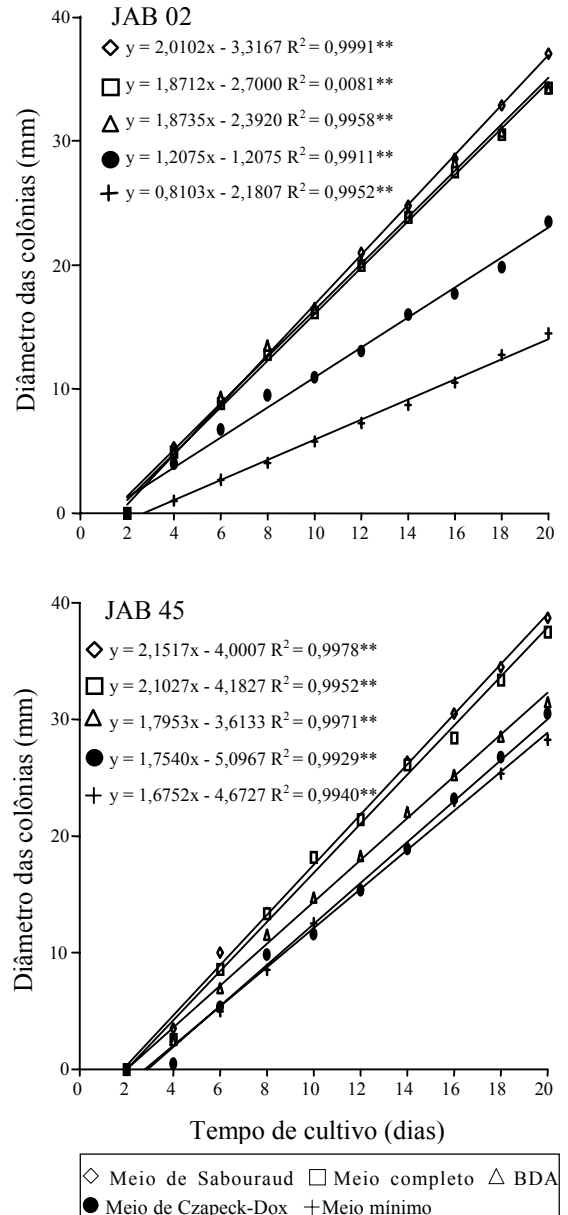 JAB 02
◇ y = 2,0102x - 3,3167 R² = 0,9991**
□ y = 1,8712x - 2,7000 R² = 0,0081**
△ y = 1,8735x - 2,3920 R² = 0,9958**
● y = 1,2075x - 1,2075 R² = 0,9911**
+ y = 0,8103x - 2,1807 R² = 0,9952**
Diâmetro das colônias (mm)
40
30
20
10
0
0 2 4 6 8 10 12 14 16 18 20
JAB 45
◇ y = 2,1517x - 4,0007 R² = 0,9978**
□ y = 2,1027x - 4,1827 R² = 0,9952**
△ y = 1,7953x - 3,6133 R² = 0,9971**
● y = 1,7540x - 5,0967 R² = 0,9929**
+ y = 1,6752x - 4,6727 R² = 0,9940**
Diâmetro das colônias (mm)
40
30
20
10
0
0 2 4 6 8 10 12 14 16 18 20
Tempo de cultivo (dias)
◇ Meio de Sabouraud □ Meio completo △ BDA
● Meio de Czapeck-Dox +Meio mínimo